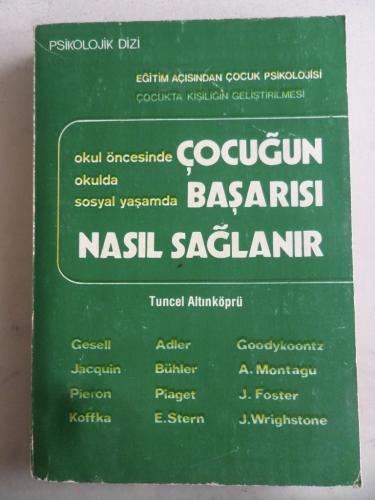 PSİKOLOJİK DİZİ
EĞİTİM AÇISINDAN ÇOCUK PSİKOLOJİSİ
ÇOCUKTA KİŞİLİĞİN GELİŞTİRİLMESİ
okul öncesinde ÇOCUĞUN
okulda
sosyal yaşamda BAŞARISI
NASIL SAĞLANIR
Tuncel Altınköprü
Gesell Adler Goodykoontz
Jacquin Bühler A. Montagu
Pieron Piaget J. Foster
Koffka E.Stern J.Wrighstone